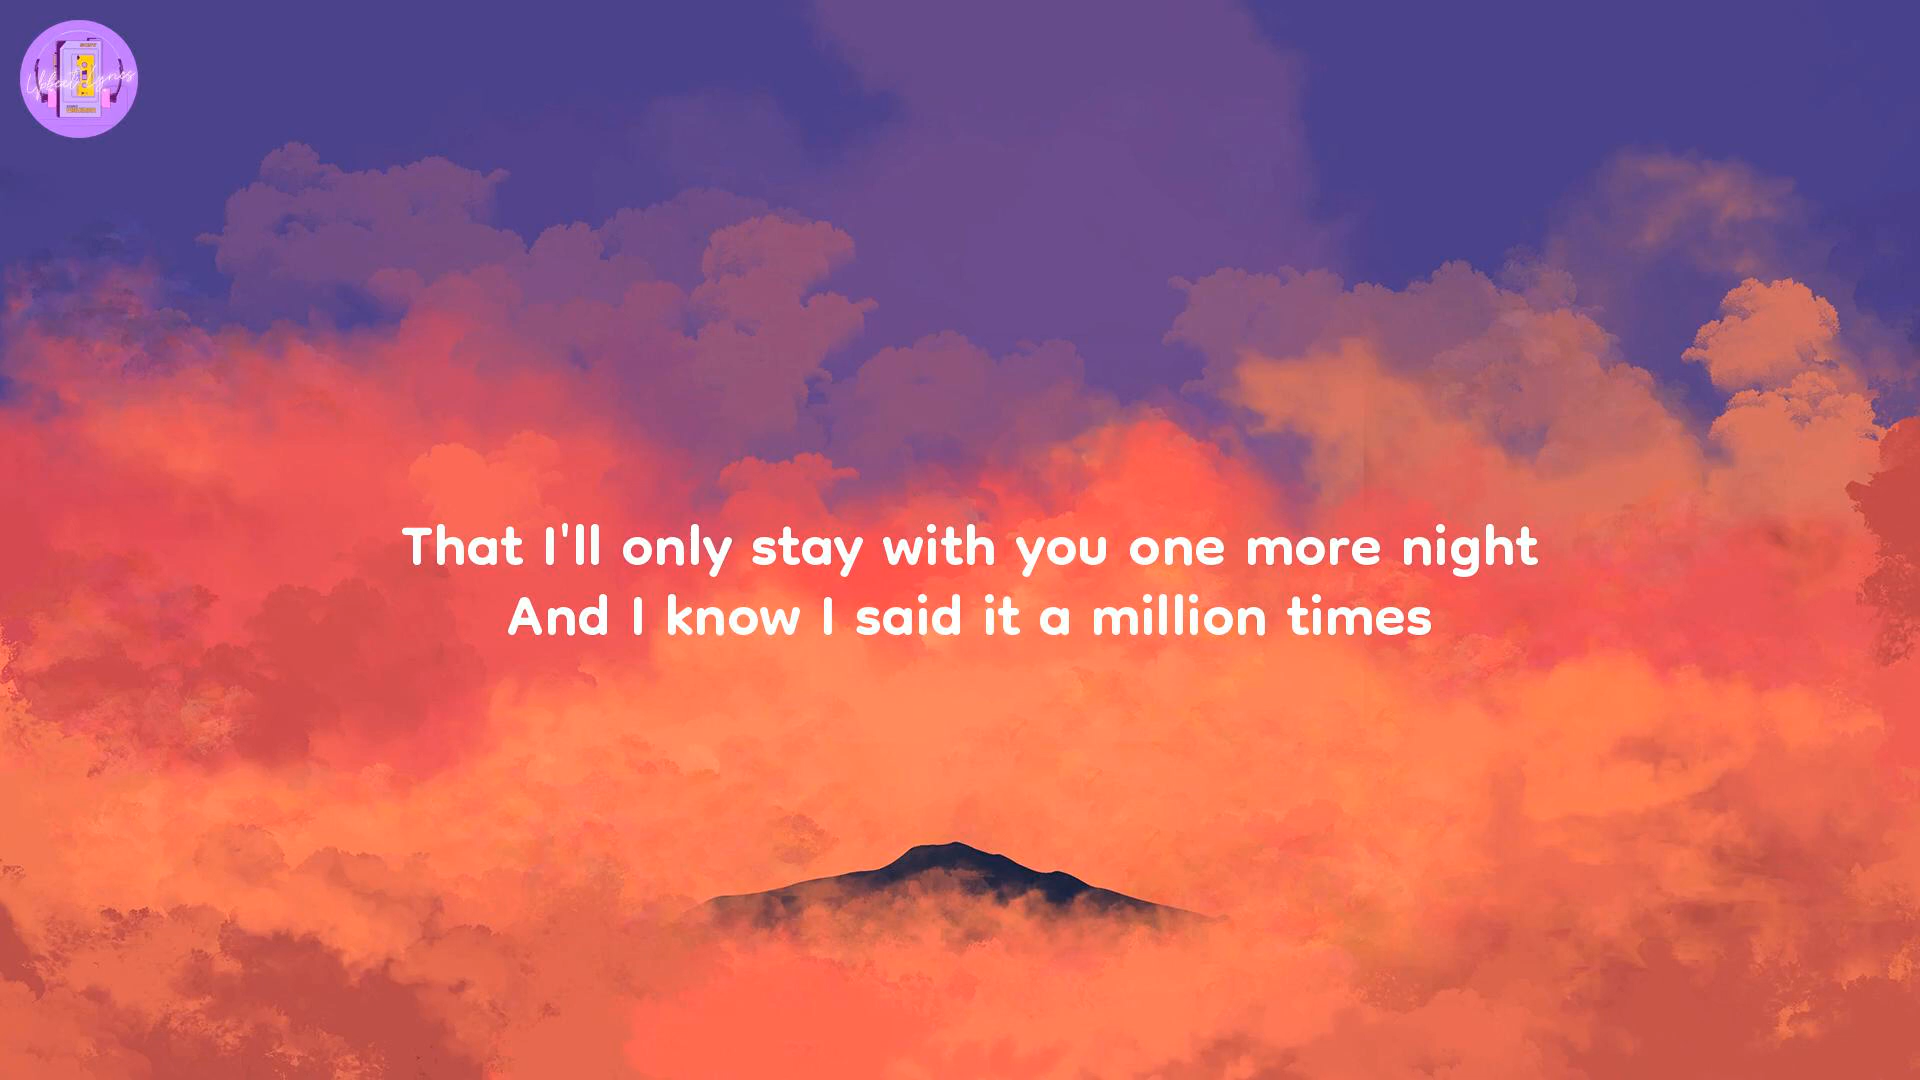 That I'll only stay with you one more night
And I know I said it a million times